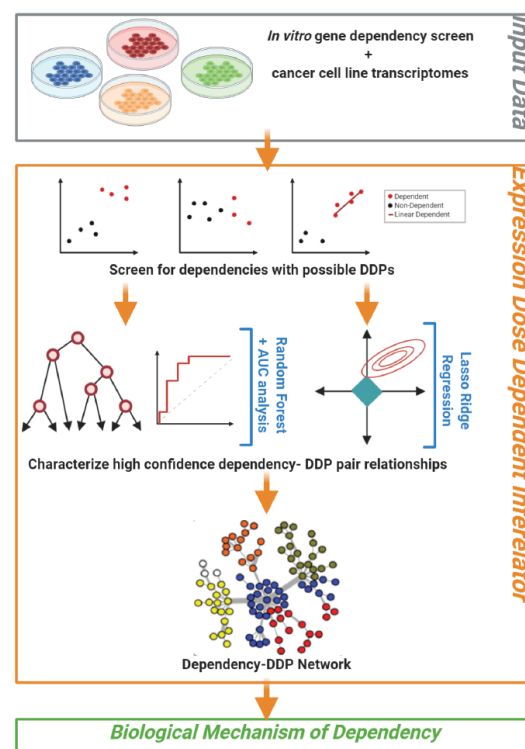 In vitro gene dependency screen
+
cancer cell line transcriptomes
Input Data
Dependent
Non-Dependent
Linear Dependent
Screen for dependencies with possible DDPs
Random Forest
+ AUC analysis
Lasso Ridge
Regression
Characterize high confidence dependency- DDP pair relationships
Dependency-DDP Network
Expression Dose Dependent Inferelator
Biological Mechanism of Dependency